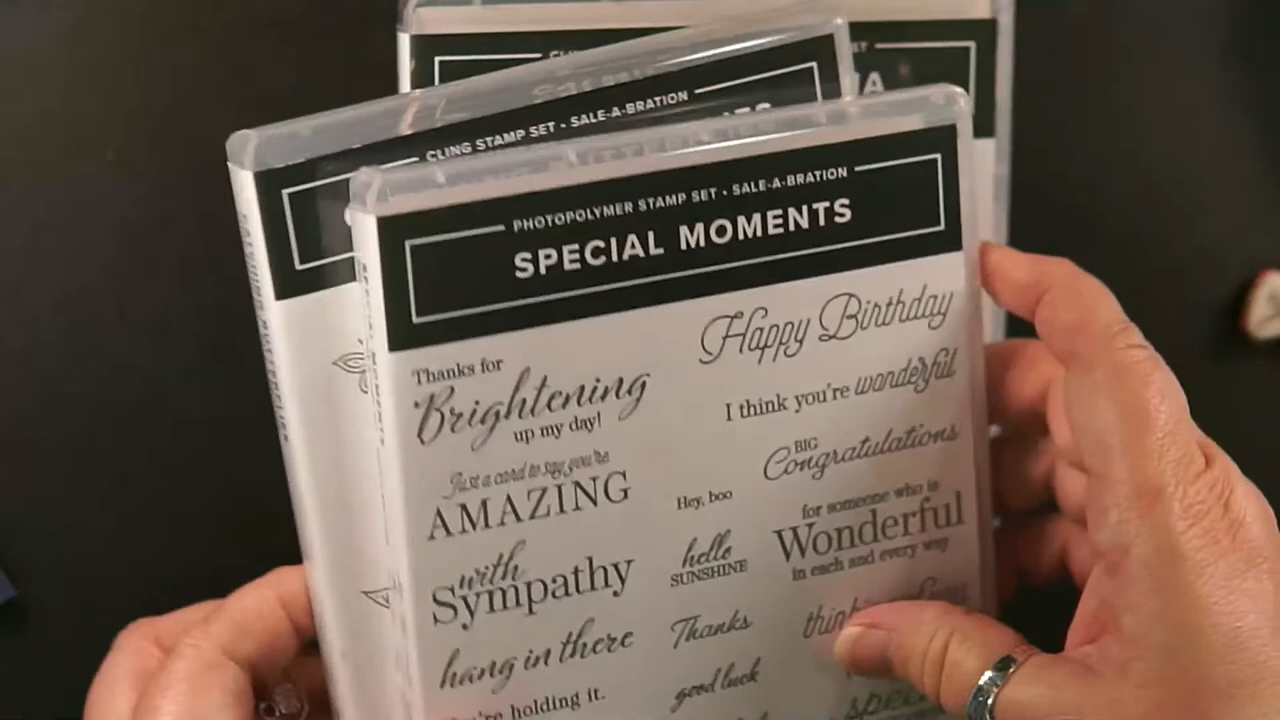 CLING STAMP SET • SALE-A-BRATION
PHOTOPOLYMER STAMP SET • SALE-A-BRATION
SPECIAL MOMENTS
Thanks for
Brightening
up my day!
Just a card to say you're
AMAZING
with
Sympathy
hang in there
holding it.
Hey, boo
hello
SUNSHINE
Thanks
good luck
Happy Birthday
I think you're wonderful
BIG
Congratulations
for someone who is
Wonderful
in each and every way